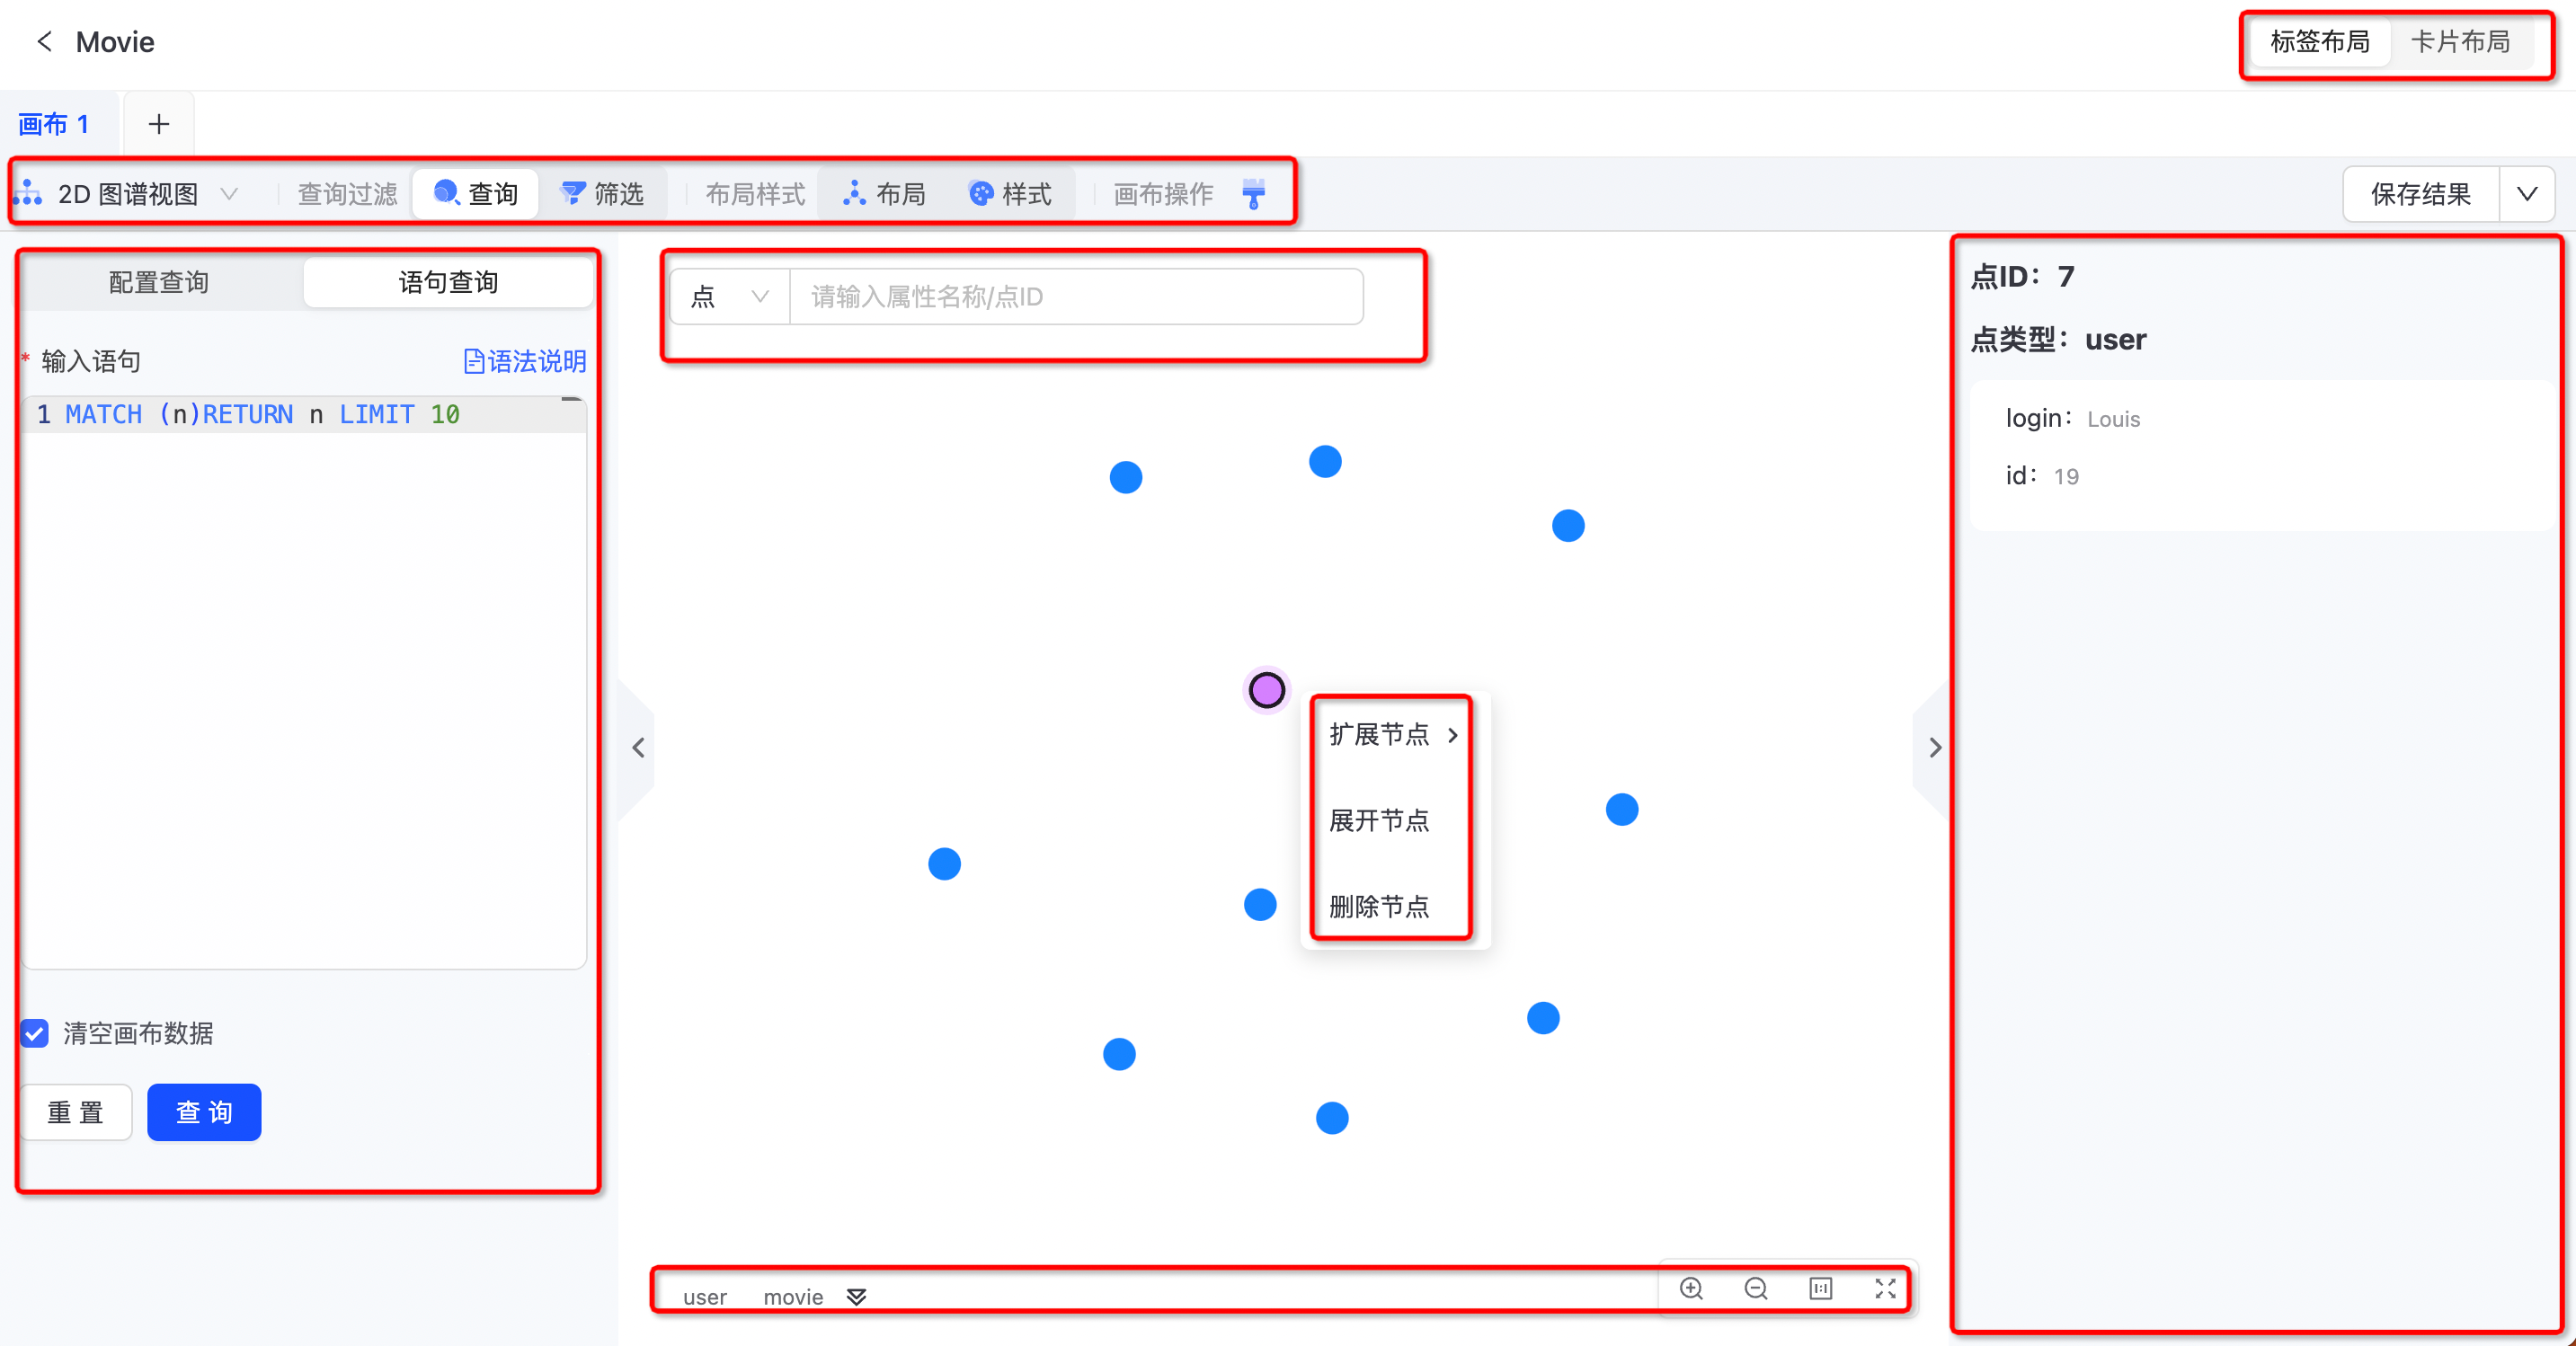 Movie
标签布局 卡片布局
画布 1
2D 图谱视图 查询过滤 查询 筛选 布局样式 布局 样式 画布操作 保存结果
配置查询 语句查询
* 输入语句 语法说明
1 MATCH (n)RETURN n LIMIT 10
清空画布数据
重 置 查 询
点 请输入属性名称/点ID
扩展节点
展开节点
删除节点
user movie
点ID：7
点类型：user
login：Louis
id：19